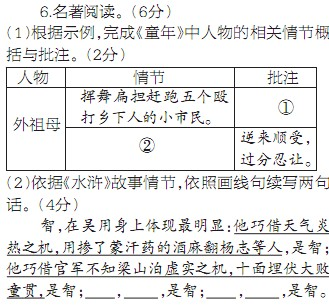 6.名著阅读。(6分)
(1)根据示例,完成《童年》中人物的相关情节概
括与批注。(2分)
人物 情节 批注
外祖母 挥舞扁担赶跑五个殴
打乡下人的小市民。 ①
② 逆来顺受,
过分忍让。
(2)依据《水浒》故事情节,依照画线句续写两句
话。(4分)
智,在吴用身上体现最明显:他巧借天气炎
热之机,用掺了蒙汗药的酒麻翻杨志等人,是智;
他巧借官军不知梁山泊虚实之机,十面埋伏大败
童贯,是智;____,____,是智;____,____,是智。